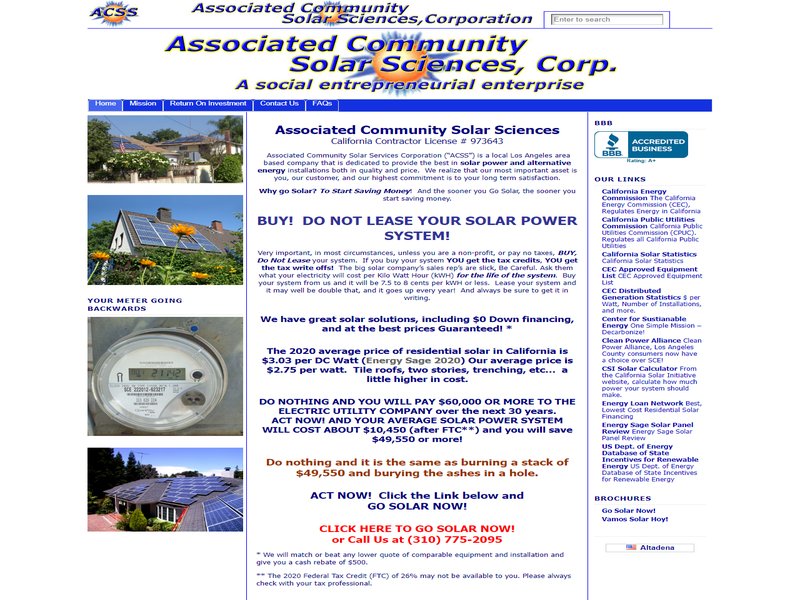 ACSS
Associated Community
Solar Sciences,Corporation
Enter to search
Associated Community
Solar Sciences, Corp.
A social entrepreneurial enterprise
Home
Mission
Return On Investment
Contact Us
FAQs
YOUR METER GOING
BACKWARDS
Associated Community Solar Sciences
California Contractor License # 973643
Associated Community Solar Services Corporation ("ACSS") is a local Los Angeles area
based company that is dedicated to provide the best in solar power and alternative
energy installations both in quality and price.  We realize that our most important asset is
you, our customer, and our highest commitment is to your long term satisfaction.
Why go Solar? To Start Saving Money!  And the sooner you Go Solar, the sooner you
start saving money.
BUY!  DO NOT LEASE YOUR SOLAR POWER
SYSTEM!
Very important, in most circumstances, unless you are a non-profit, or pay no taxes, BUY,
Do Not Lease your system.  If you buy your system YOU get the tax credits, YOU get
the tax write offs!  The big solar company's sales rep's are slick, Be Careful. Ask them
what your electricity will cost per Kilo Watt Hour (kWH) for the life of the system.  Buy
your system from us and it will be 7.5 to 8 cents per kWH or less.  Lease your system and
it may well be double that, and it goes up every year!  And always be sure to get it in
writing.
We have great solar solutions, including $0 Down financing,
and at the best prices Guaranteed! *
The 2020 average price of residential solar in California is
$3.03 per DC Watt (Energy Sage 2020) Our average price is
$2.75 per watt.  Tile roofs, two stories, trenching, etc...  a
little higher in cost.
DO NOTHING AND YOU WILL PAY $60,000 OR MORE TO THE
ELECTRIC UTILITY COMPANY over the next 30 years.
ACT NOW! AND YOUR AVERAGE SOLAR POWER SYSTEM
WILL COST ABOUT $10,450 (after FTC**) and you will save
$49,550 or more!
Do nothing and it is the same as burning a stack of
$49,550 and burying the ashes in a hole.
ACT NOW!  Click the Link below and
GO SOLAR NOW!
CLICK HERE TO GO SOLAR NOW!
or Call Us at (310) 775-2095
* We will match or beat any lower quote of comparable equipment and installation and
give you a cash rebate of $500.
** The 2020 Federal Tax Credit (FTC) of 26% may not be available to you. Please always
check with your tax professional.
BBB
BBB
ACCREDITED
BUSINESS
Rating: A+
OUR LINKS
California Energy
Commission The California
Energy Commission (CEC),
Regulates Energy in California
California Public Utilities
Commission California Public
Utilities Commission (CPUC).
Regulates all California Public
Utilities
California Solar Statistics
California Solar Statistics
CEC Approved Equipment
List CEC Approved Equipment
List
CEC Distributed
Generation Statistics $ per
Watt, Number of Installations,
and more.
Center for Sustianable
Energy One Simple Mission –
Decarbonize!
Clean Power Alliance Clean
Power Alliance, Los Angeles
County consumers now have
a choice over SCE!
CSI Solar Calculator From
the California Solar Initiative
website, calculate how much
power your system should
make.
Energy Loan Network Best,
Lowest Cost Residential Solar
Financing
Energy Sage Solar Panel
Review Energy Sage Solar
Panel Review
US Dept. of Energy
Database of State
Incentives for Renewable
Energy US Dept. of Energy
Database of State Incentives
for Renewable Energy
BROCHURES
Go Solar Now!
Vamos Solar Hoy!
Altadena